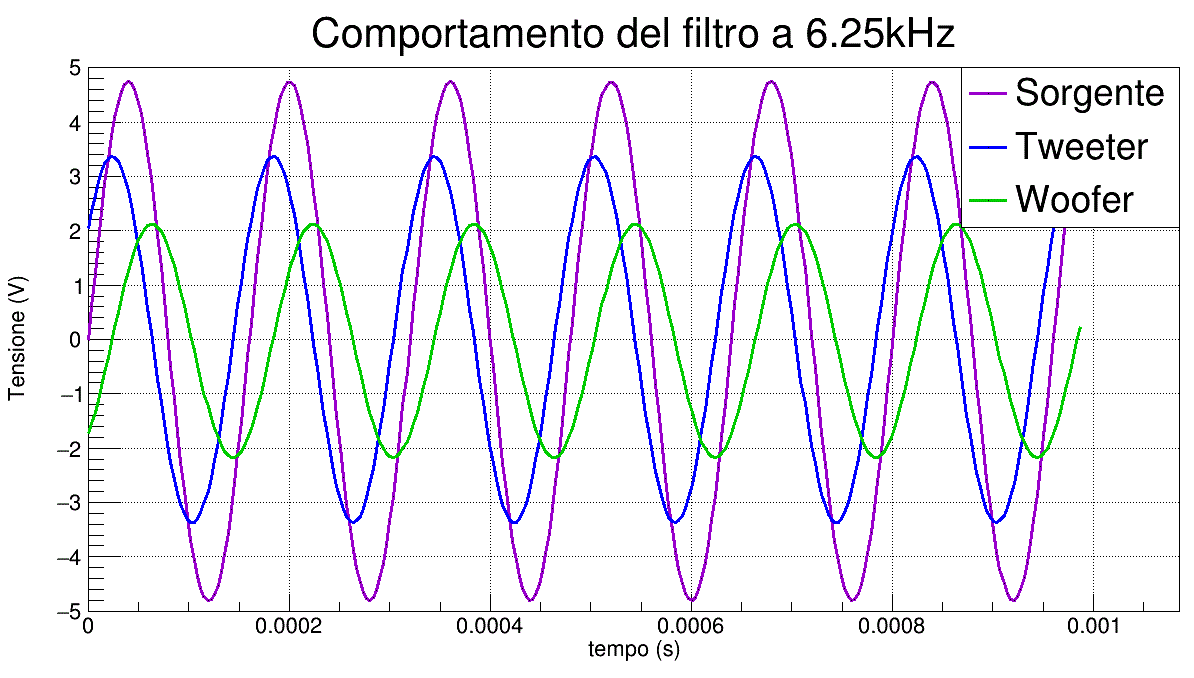 Comportamento del filtro a 6.25kHz
Sorgente
Tweeter
Woofer
Tensione (V)
5
4
3
2
1
0
−1
−2
−3
−4
−5
0
0.0002
0.0004
0.0006
0.0008
0.001
tempo (s)